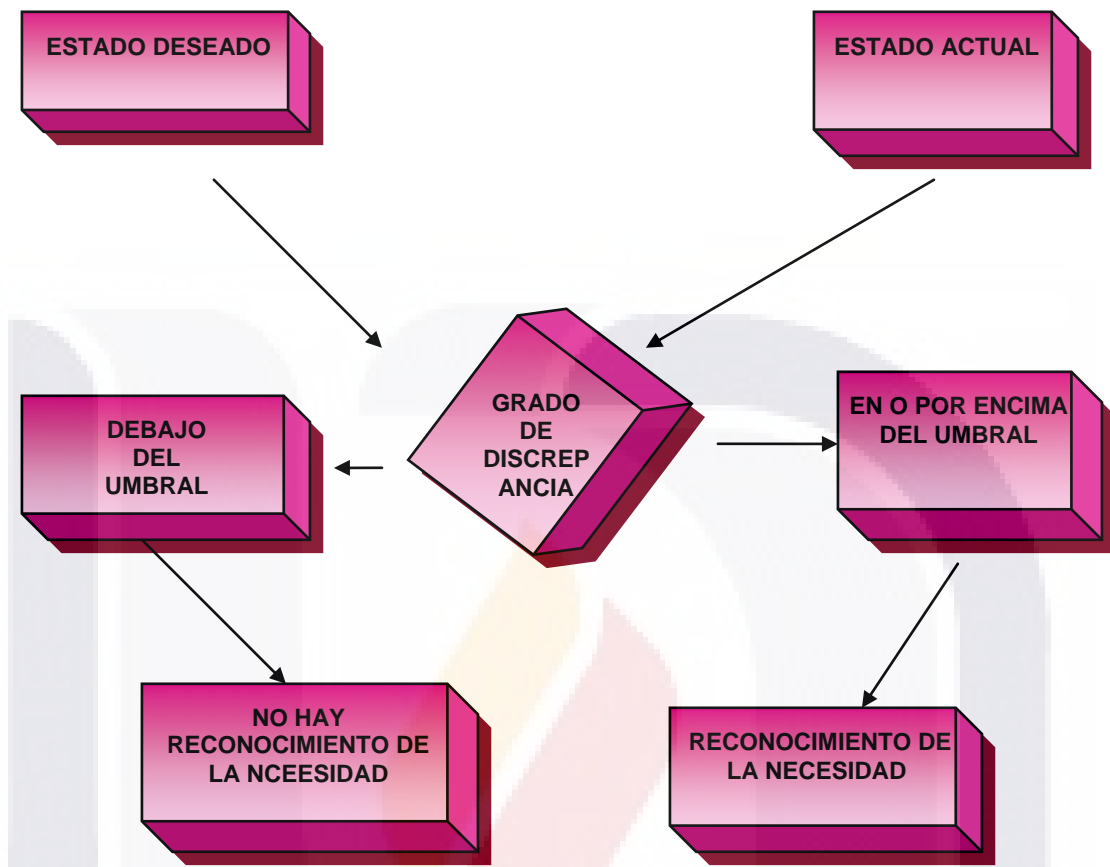 ESTADO DESEADO
ESTADO ACTUAL
GRADO
DE
DISCREP
ANCIA
DEBAJO
DEL
UMBRAL
EN O POR ENCIMA
DEL UMBRAL
NO HAY
RECONOCIMIENTO DE
LA NCEESIDAD
RECONOCIMIENTO DE
LA NECESIDAD